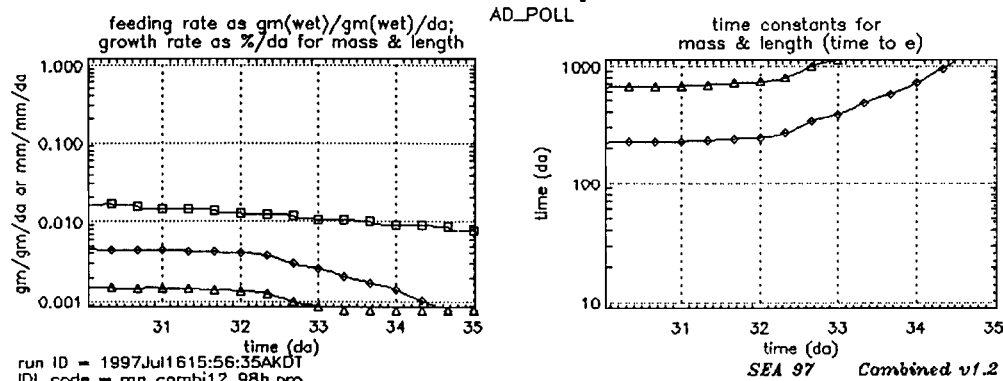 AD_POLL
feeding rate as gm(wet)/gm(wet)/da;
growth rate as %/da for mass & length
gm/gm/da or mm/mm/da
1.000
0.100
0.010
0.001
31 32 33 34 35
time (da)
time constants for
mass & length (time to e)
time (da)
1000
100
10
31 32 33 34 35
time (da)
run ID = 1997Jul1615:56:35AKDT
IDL code =
SEA 97 Combined v1.2